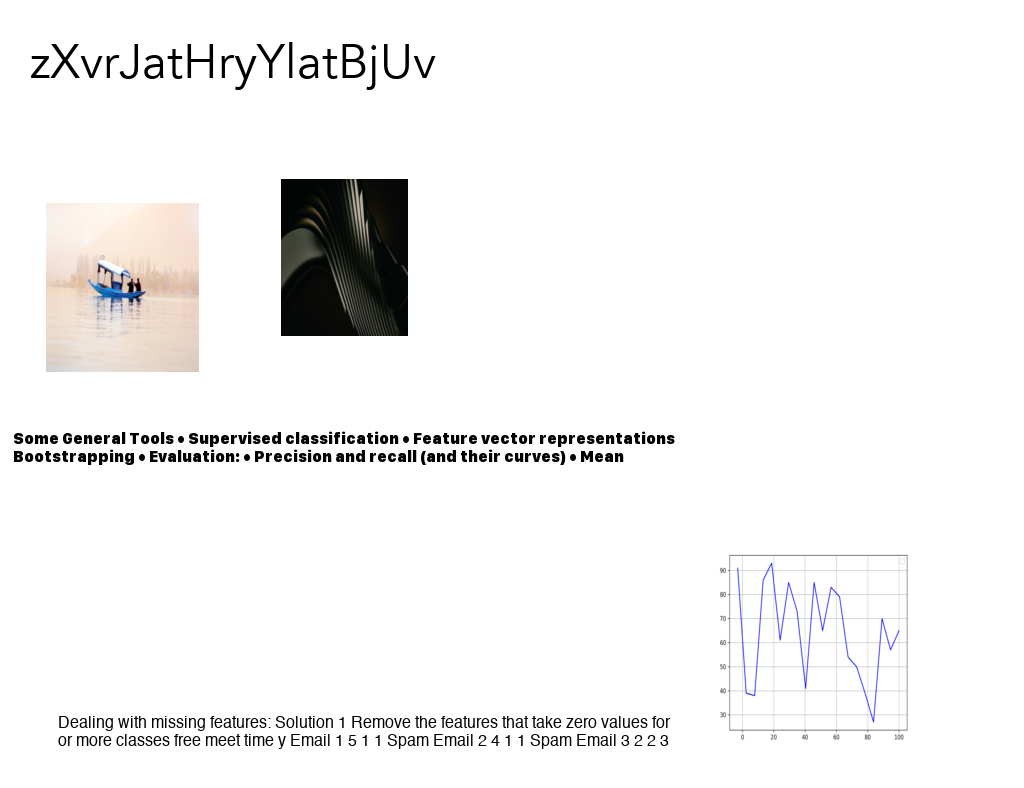 zXvrJatHryYlatBjUv
Some General Tools • Supervised classification • Feature vector representations
Bootstrapping • Evaluation: • Precision and recall (and their curves) • Mean
90
80
70
60
50
40
30
0 20 40 60 80 100
Dealing with missing features: Solution 1 Remove the features that take zero values for
or more classes free meet time y Email 1 5 1 1 Spam Email 2 4 1 1 Spam Email 3 2 2 3